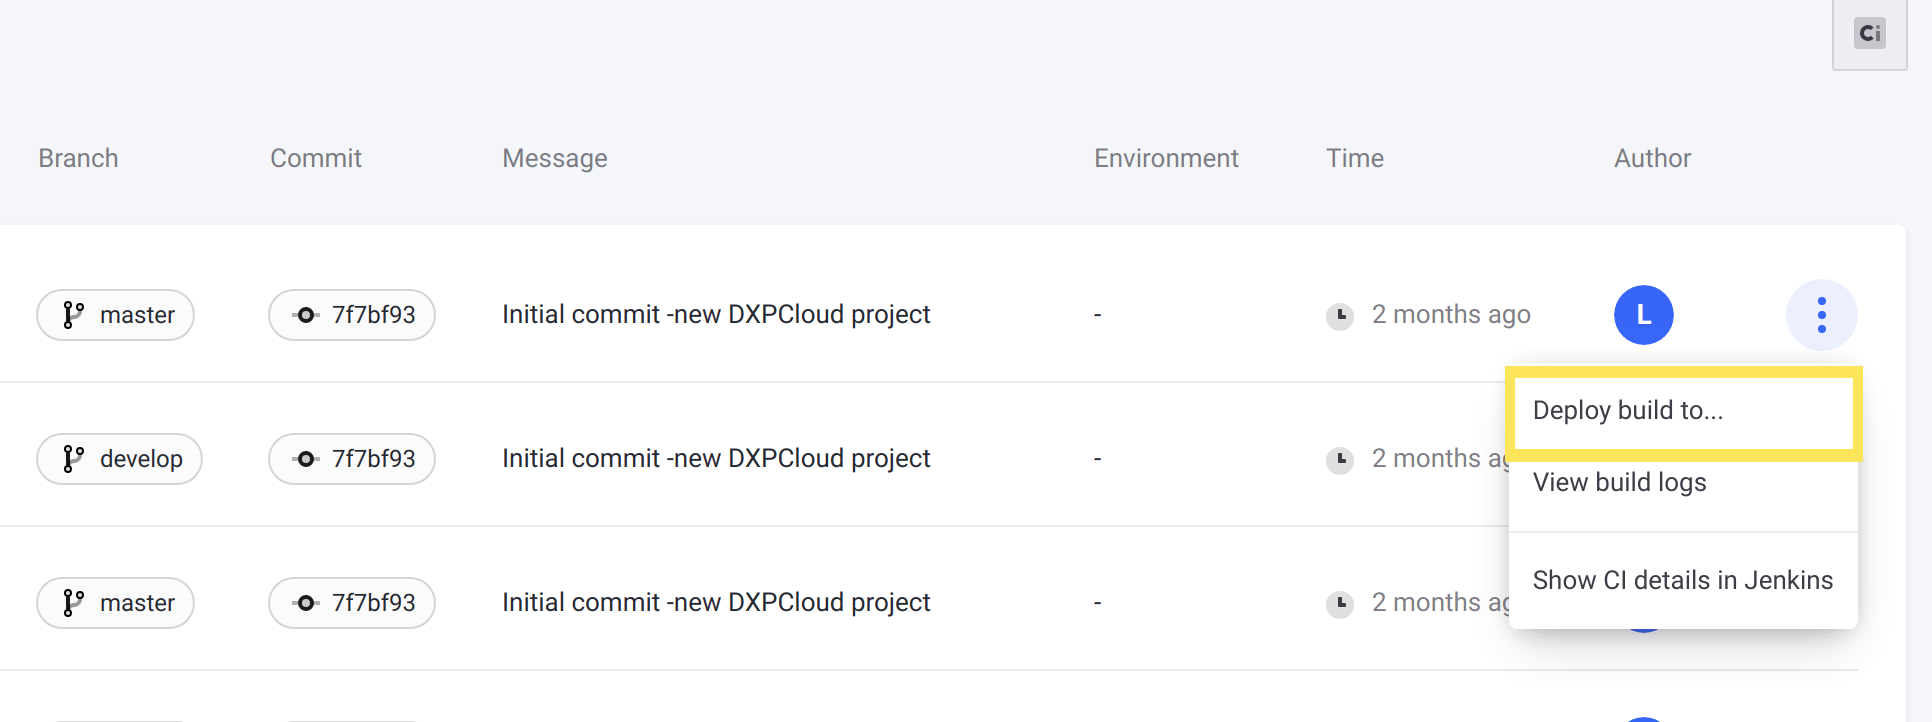 Ci
Branch Commit Message Environment Time Author
master 7f7bf93 Initial commit -new DXPCloud project - 2 months ago L
Deploy build to...
develop 7f7bf93 Initial commit -new DXPCloud project - 2 months
View build logs
Show CI details in Jenkins
master 7f7bf93 Initial commit -new DXPCloud project - 2 months